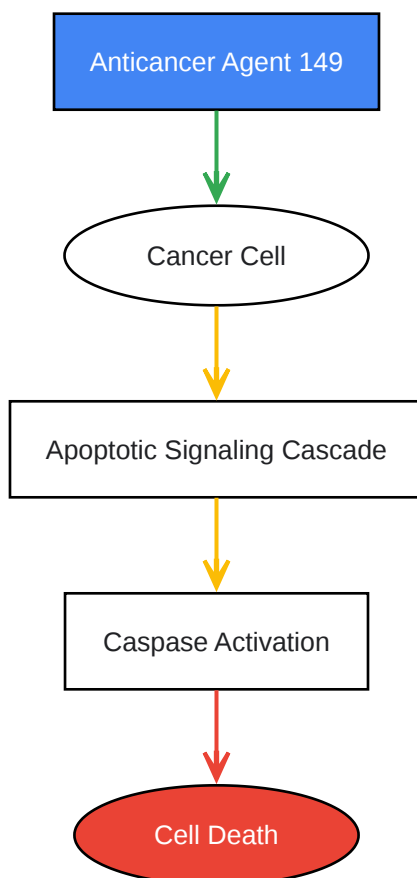 Anticancer Agent 149
Cancer Cell
Apoptotic Signaling Cascade
Caspase Activation
Cell Death